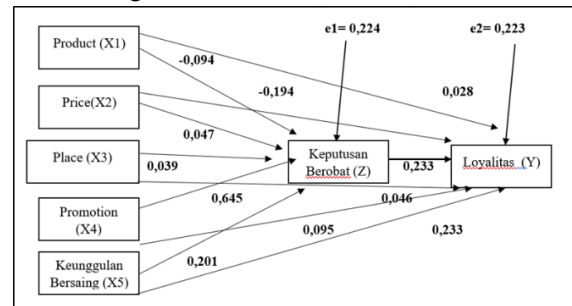 e1= 0,224
e2= 0,223
Product (X1)
-0,094
-0,194
0,028
Price(X2)
0,047
Place (X3)
0,039
Keputusan
Berobat (Z)
0,233
Loyalitas (Y)
Promotion
(X4)
0,645
0,046
0,095
0,233
Keunggulan
Bersaing (X5)
0,201